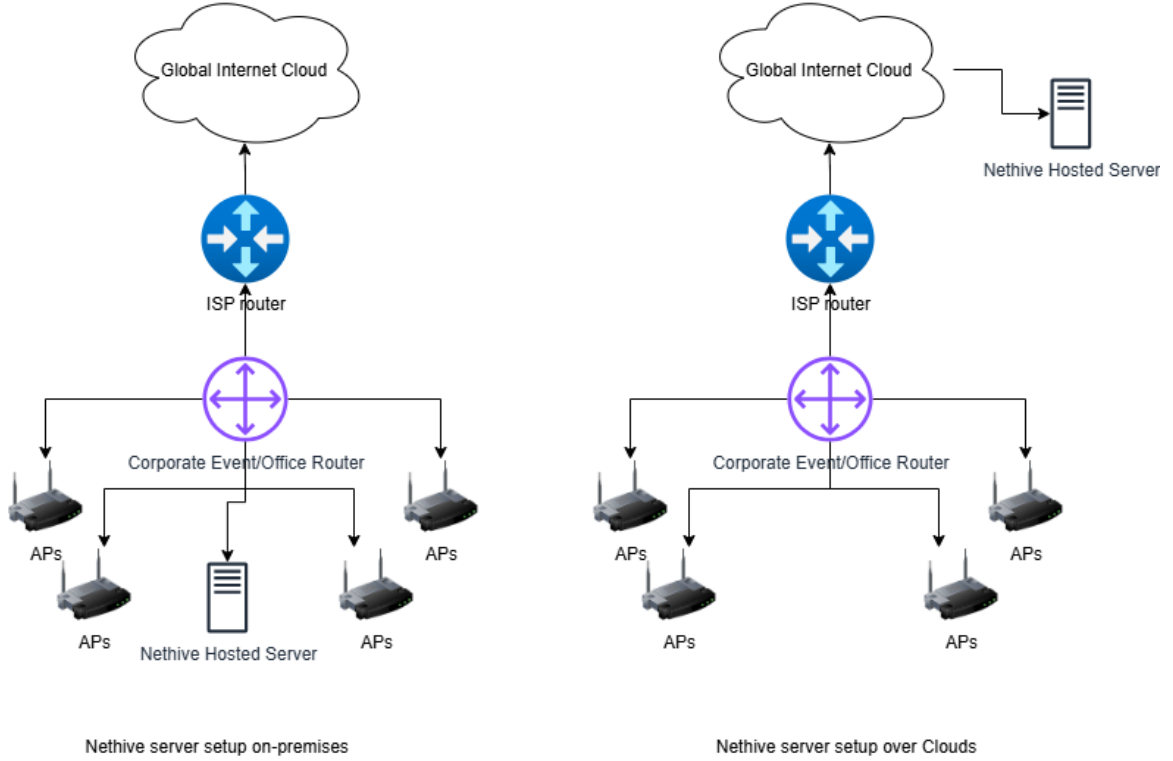 Global Internet Cloud
ISP router
Corporate Event/Office Router
APs
APs
APs
APs
Nethive Hosted Server
Nethive server setup on-premises
Global Internet Cloud
Nethive Hosted Server
ISP router
Corporate Event/Office Router
APs
APs
APs
APs
Nethive server setup over Clouds